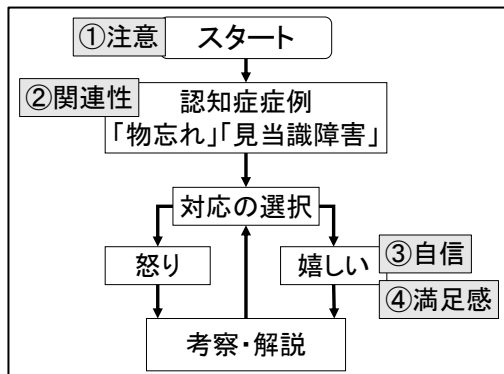 ①注意
スタート
②関連性
認知症症例
「物忘れ」「見当識障害」
対応の選択
怒り
嬉しい
③自信
④満足感
考察・解説